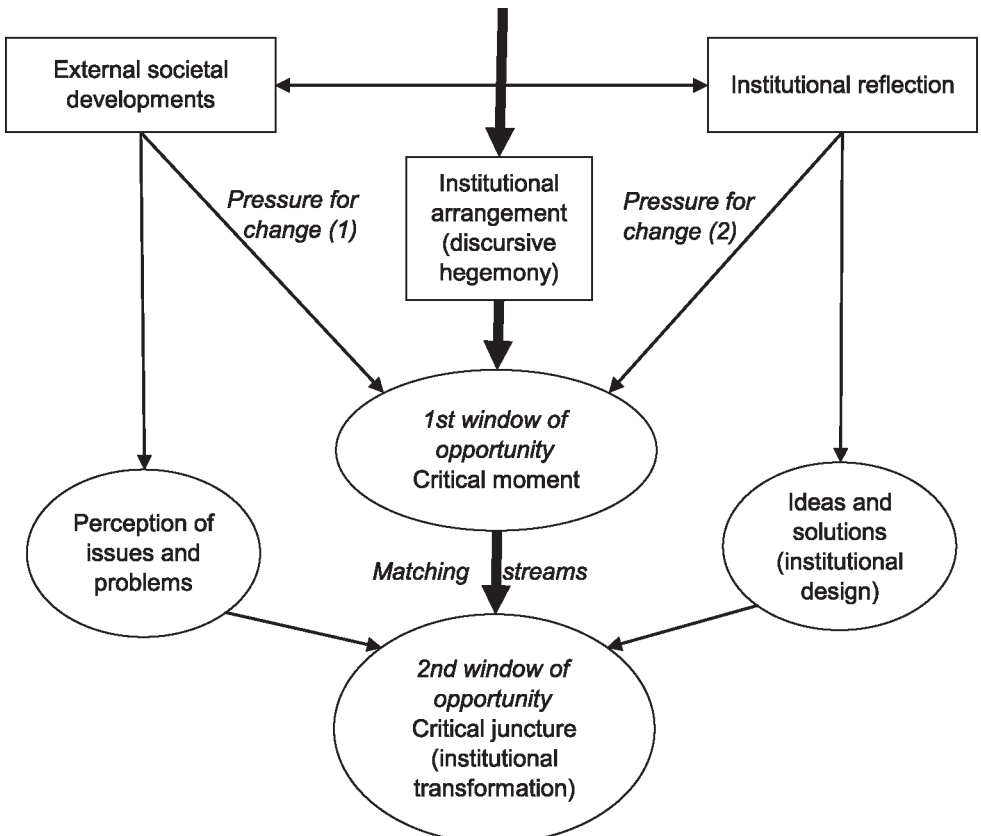 External societal
developments
Institutional reflection
Institutional
arrangement
(discursive
hegemony)
Pressure for
change (1)
Pressure for
change (2)
1st window of
opportunity
Critical moment
Perception of
issues and
problems
Ideas and
solutions
(institutional
design)
Matching streams
2nd window of
opportunity
Critical juncture
(institutional
transformation)